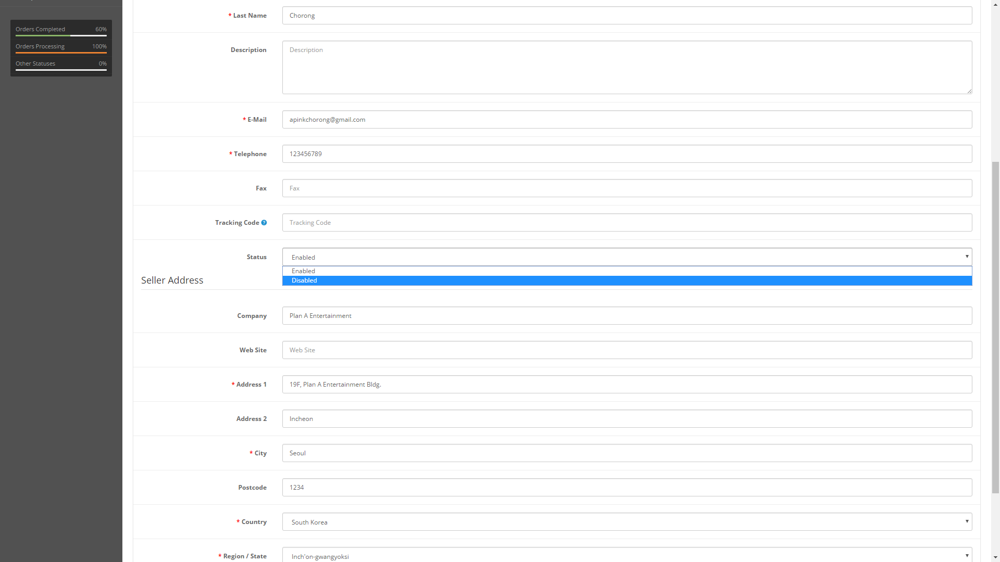 Orders Completed 60%
Orders Processing 100%
Other Statuses 0%
* Last Name Chorong
Description Description
* E-Mail apinkchorong@gmail.com
* Telephone 123456789
Fax Fax
Tracking Code ? Tracking Code
Status Enabled
Enabled
Disabled
Seller Address
Company Plan A Entertainment
Web Site Web Site
* Address 1 19F, Plan A Entertainment Bldg.
Address 2 Incheon
* City Seoul
Postcode 1234
* Country South Korea
* Region / State Inch'on-gwangyoksi